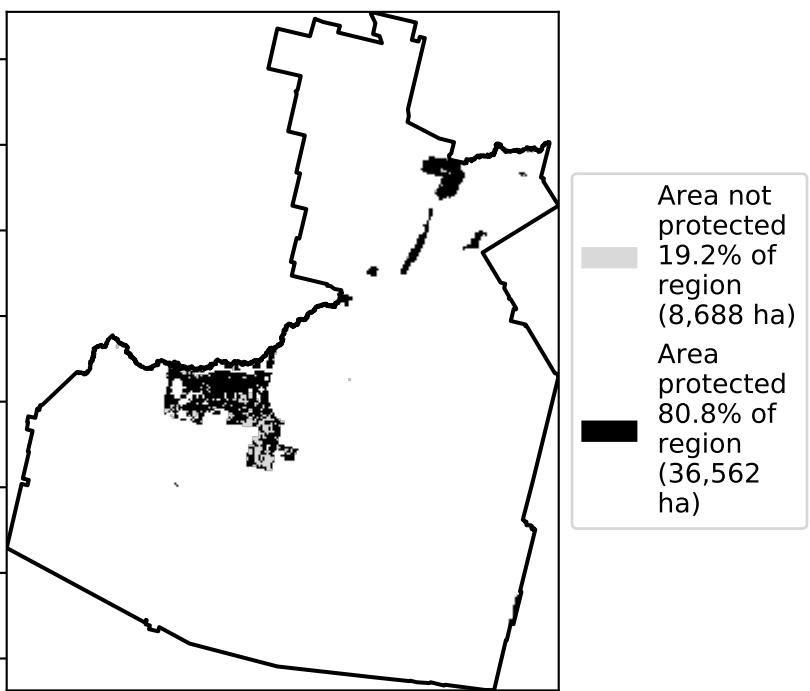 Area not
protected
19.2% of
region
(8,688 ha)
Area
protected
80.8% of
region
(36,562
ha)